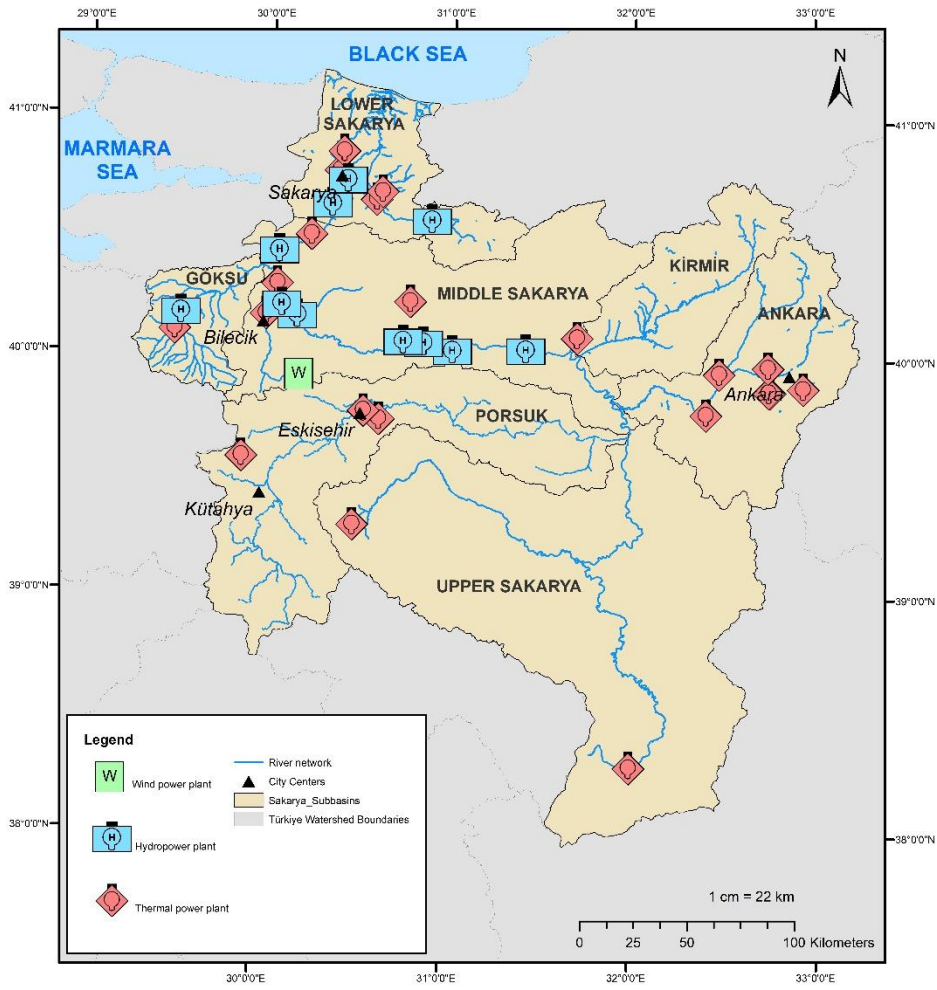 29°0'0"E
30°0'0"E
31°0'0"E
32°0'0"E
33°0'0"E
BLACK SEA
N
41°0'0"N
41°0'0"N
LOWER
SAKARYA
MARMARA
SEA
Sakarya
H
H
H
H
GÖKSU
KİRMİR
MIDDLE SAKARYA
ANKARA
H
H
H
Bilecik
40°0'0"N
H
H
H
H
40°0'0"N
W
Ankara
Eskisehir
PORSUK
Kütahya
39°0'0"N
UPPER SAKARYA
39°0'0"N
Legend
W
Wind power plant
River network
City Centers
Sakarya_Subbasins
Türkiye Watershed Boundaries
H
Hydropower plant
Thermal power plant
38°0'0"N
38°0'0"N
1 cm = 22 km
0 25 50 100 Kilometers
30°0'0"E
31°0'0"E
32°0'0"E
33°0'0"E